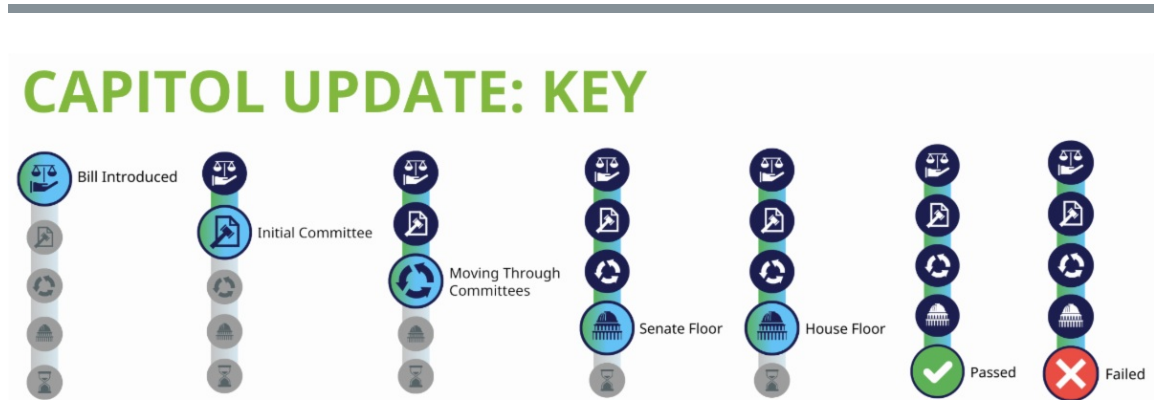 CAPITOL UPDATE: KEY
Bill Introduced
Initial Committee
Moving Through
Committees
Senate Floor
House Floor
Passed
Failed